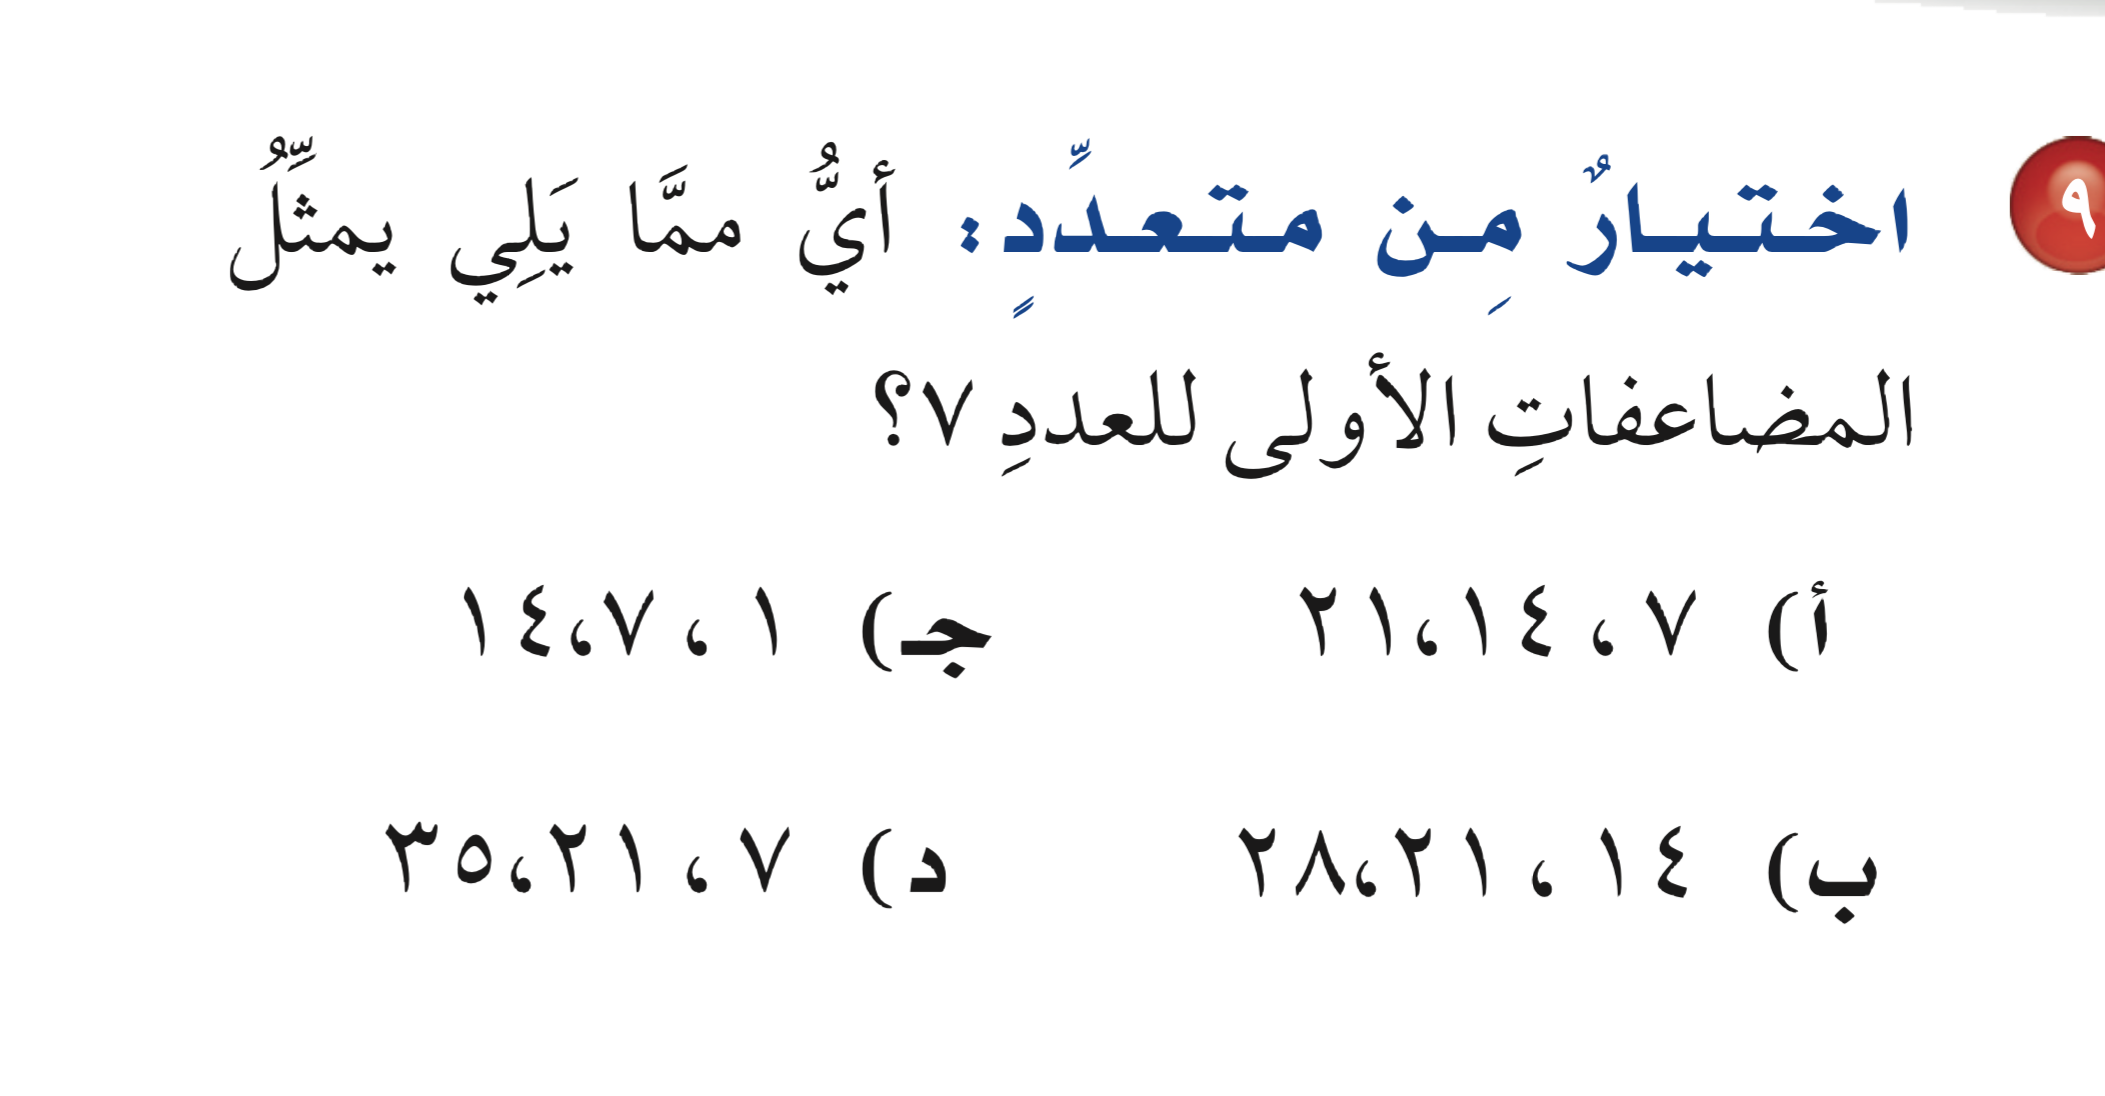 ٩ اختيارٌ مِن متعدِّدٍ: أيُّ ممَّا يَلِي يمثِّلُ
المضاعفاتِ الأولى للعددِ ٧؟
أ) ٧ ، ١٤، ٢١ جـ) ١ ، ٧، ١٤
ب) ١٤ ، ٢١، ٢٨ د) ٧ ، ٢١، ٣٥